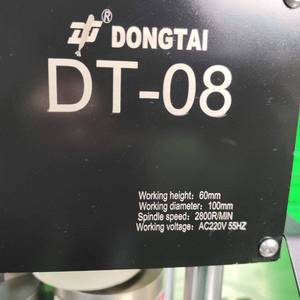 ® DONGTAI
DT-08
Working height: 60mm
Working diameter: 100mm
Spindle speed: 2800R/MIN
Working voltage: AC220V 55HZ